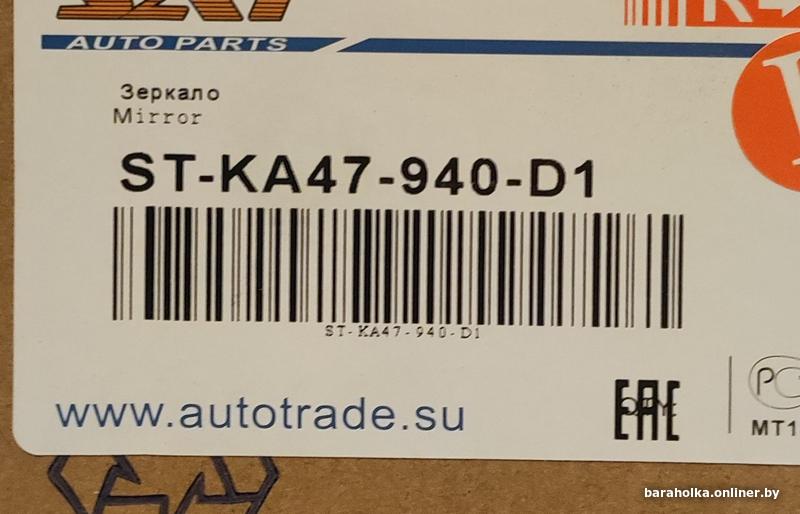 SAT
AUTO PARTS
Зеркало
Mirror
ST-KA47-940-D1
ST-KA47-940-D1
www.autotrade.su
EAC
MT1
baraholka.onliner.by